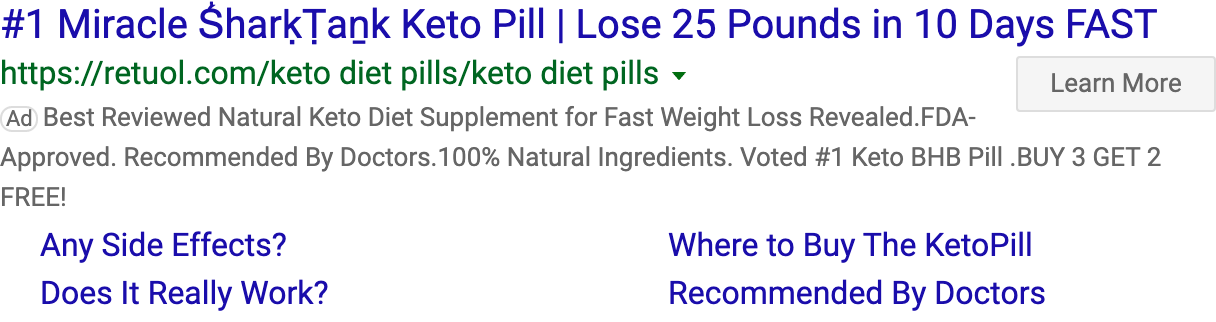 #1 Miracle ṠharķṬaṉk Keto Pill | Lose 25 Pounds in 10 Days FAST
https://retuol.com/keto diet pills/keto diet pills
Learn More
Ad Best Reviewed Natural Keto Diet Supplement for Fast Weight Loss Revealed.FDA-
Approved. Recommended By Doctors.100% Natural Ingredients. Voted #1 Keto BHB Pill .BUY 3 GET 2
FREE!
Any Side Effects?
Where to Buy The KetoPill
Does It Really Work?
Recommended By Doctors